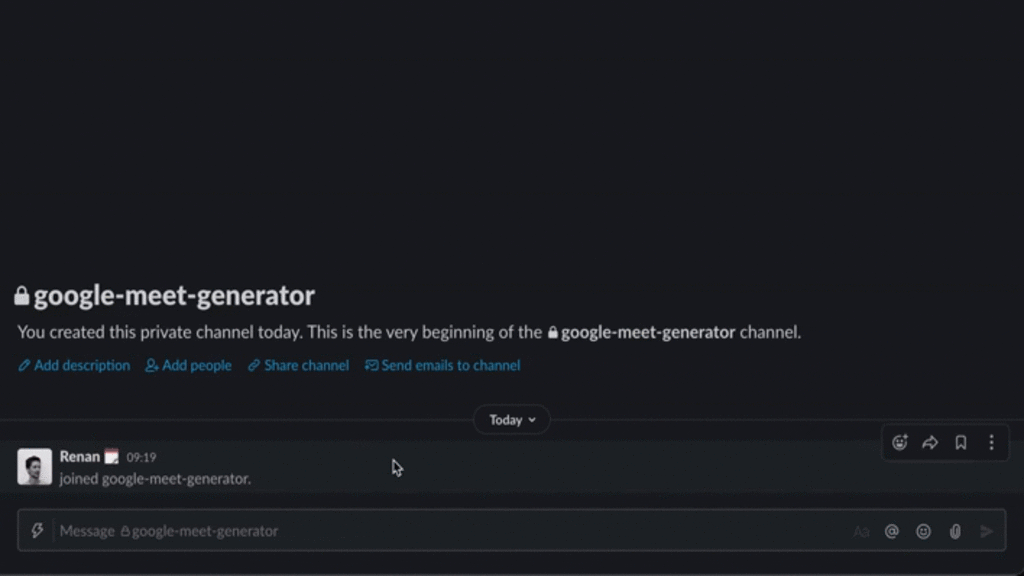 google-meet-generator
You created this private channel today. This is the very beginning of the google-meet-generator channel.
Add description Add people Share channel Send emails to channel
Today
Renan 09:19
joined google-meet-generator.
Message google-meet-generator Aa @